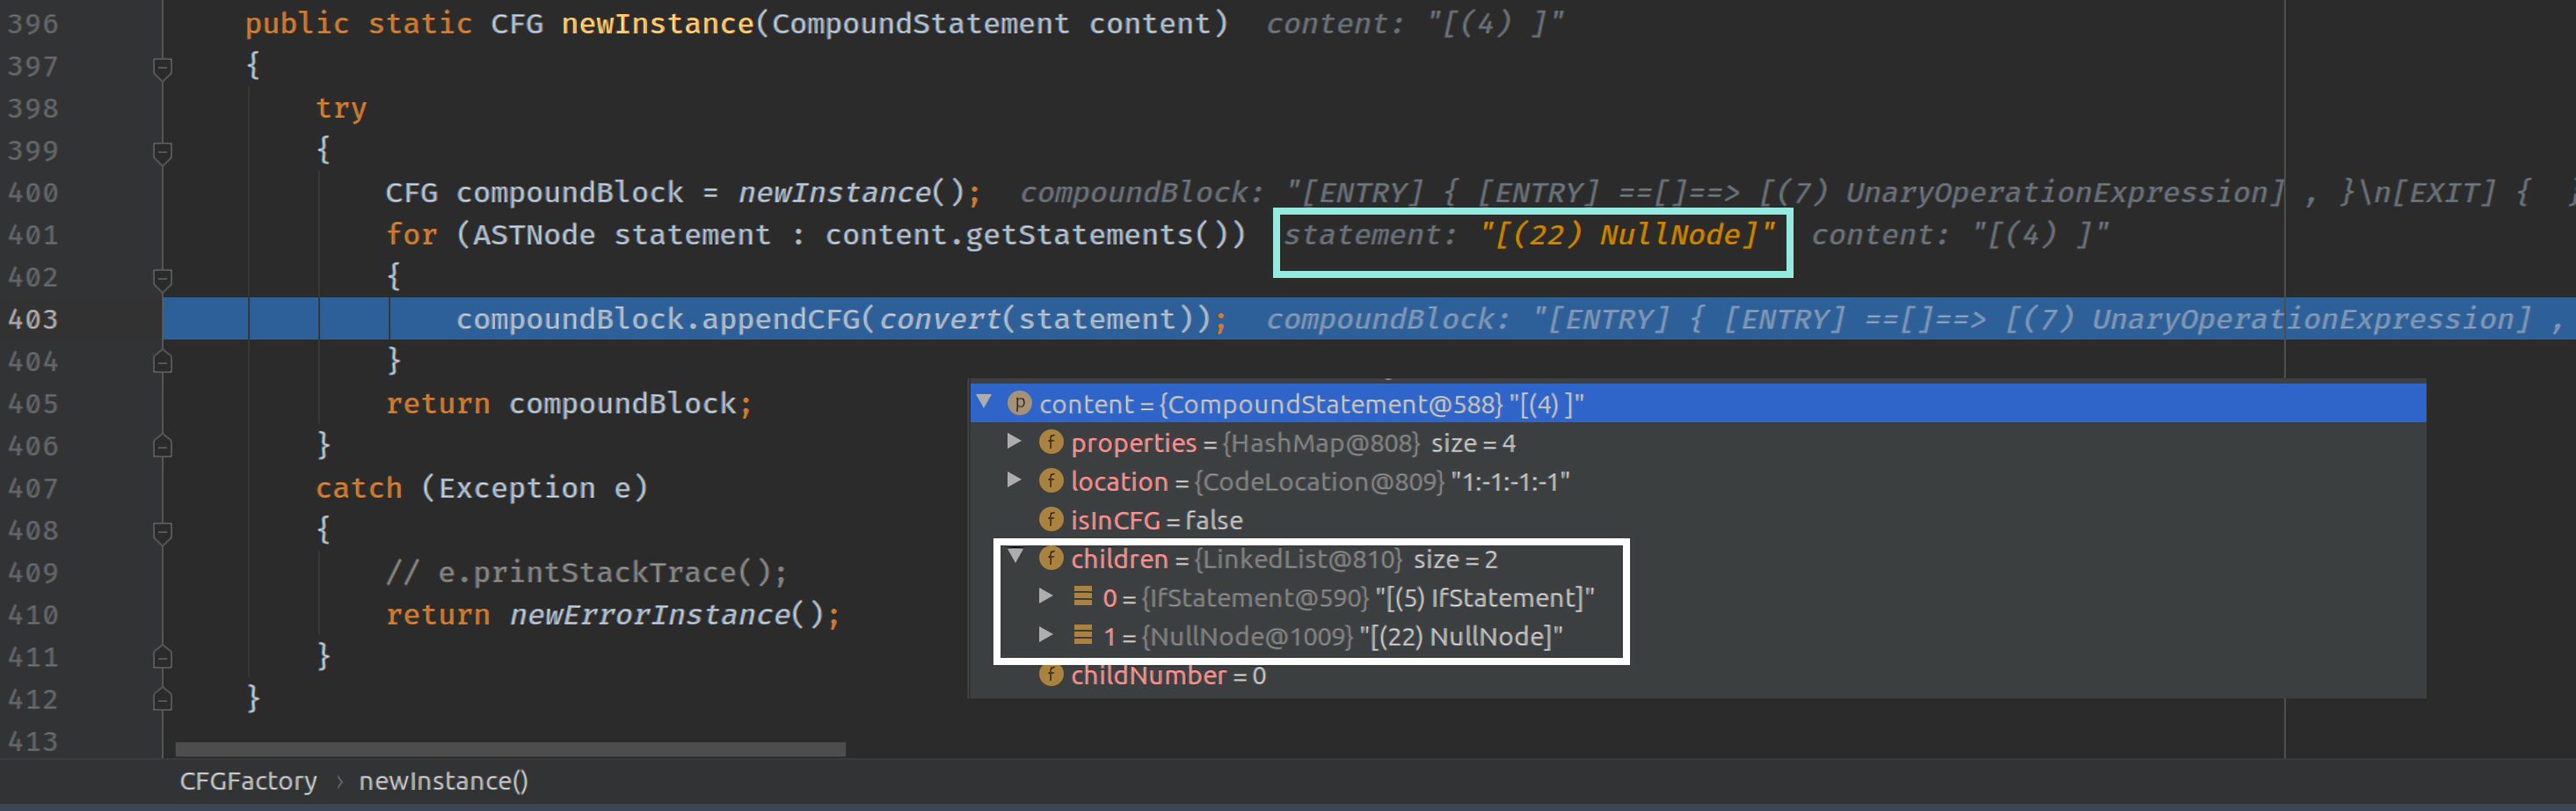 396 public static CFG newInstance(CompoundStatement content) content: "[(4) ]"
397 {
398 try
399 {
400 CFG compoundBlock = newInstance(); compoundBlock: "[ENTRY] { [ENTRY] ==[]==> [(7) UnaryOperationExpression] , }\n[EXIT] { }
401 for (ASTNode statement : content.getStatements()) statement: "[(22) NullNode]" content: "[(4) ]"
402 {
403 compoundBlock.appendCFG(convert(statement)); compoundBlock: "[ENTRY] { [ENTRY] ==[]==> [(7) UnaryOperationExpression] ,
404 }
405 return compoundBlock;
406 }
407 catch (Exception e)
408 {
409 // e.printStackTrace();
410 return newErrorInstance();
411 }
412 }
413
p content = {CompoundStatement@588} "[(4) ]"
f properties = {HashMap@808} size = 4
f location = {CodeLocation@809} "1:-1:-1:-1"
f isInCFG = false
f children = {LinkedList@810} size = 2
0 = {IfStatement@590} "[(5) IfStatement]"
1 = {NullNode@1009} "[(22) NullNode]"
f childNumber = 0
CFGFactory › newInstance()